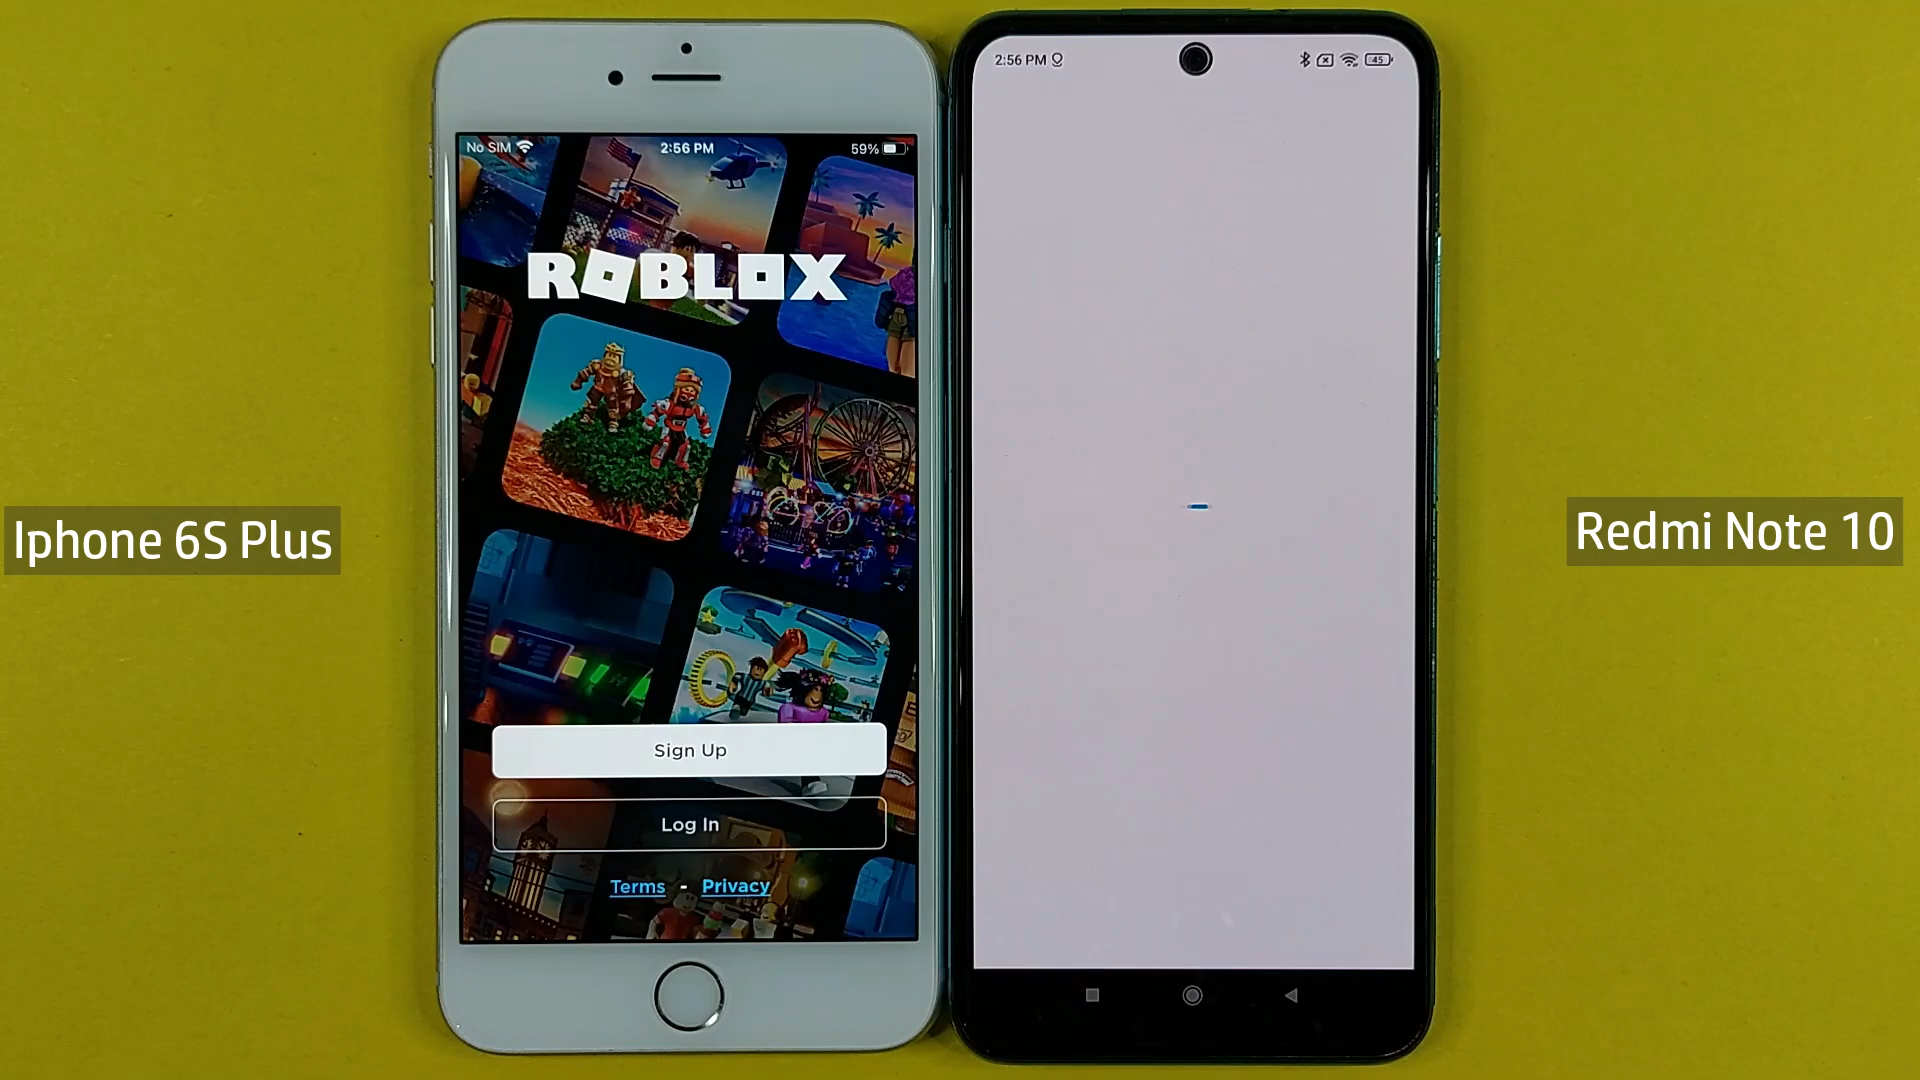 No SIM 2:56 PM 59%
ROBLOX
Sign Up
Log In
Terms - Privacy
2:56 PM 45
Iphone 6S Plus
Redmi Note 10